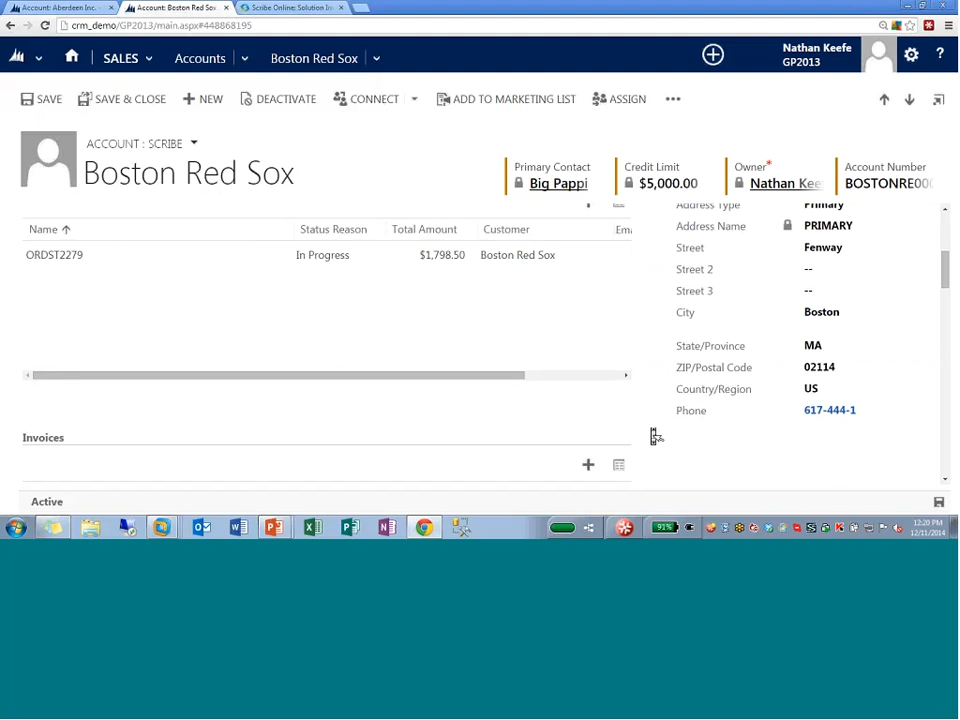 Account: Aberdeen Inc.
Account: Boston Red Sox
Scribe Online: Solution In
crm_demo/GP2013/main.aspx#448868195
SALES
Accounts
Boston Red Sox
Nathan Keefe
GP2013
?
SAVE
SAVE & CLOSE
NEW
DEACTIVATE
CONNECT
ADD TO MARKETING LIST
ASSIGN
ACCOUNT : SCRIBE
Boston Red Sox
Primary Contact
Big Pappi
Credit Limit
$5,000.00
Owner*
Nathan Kee
Account Number
BOSTONRE000
Name
Status Reason
Total Amount
Customer
Ema
ORDST2279
In Progress
$1,798.50
Boston Red Sox
Address Type
Primary
Address Name
PRIMARY
Street
Fenway
Street 2
--
Street 3
--
City
Boston
State/Province
MA
ZIP/Postal Code
02114
Country/Region
US
Phone
617-444-1
Invoices
Active
91%
12:20 PM
12/11/2014